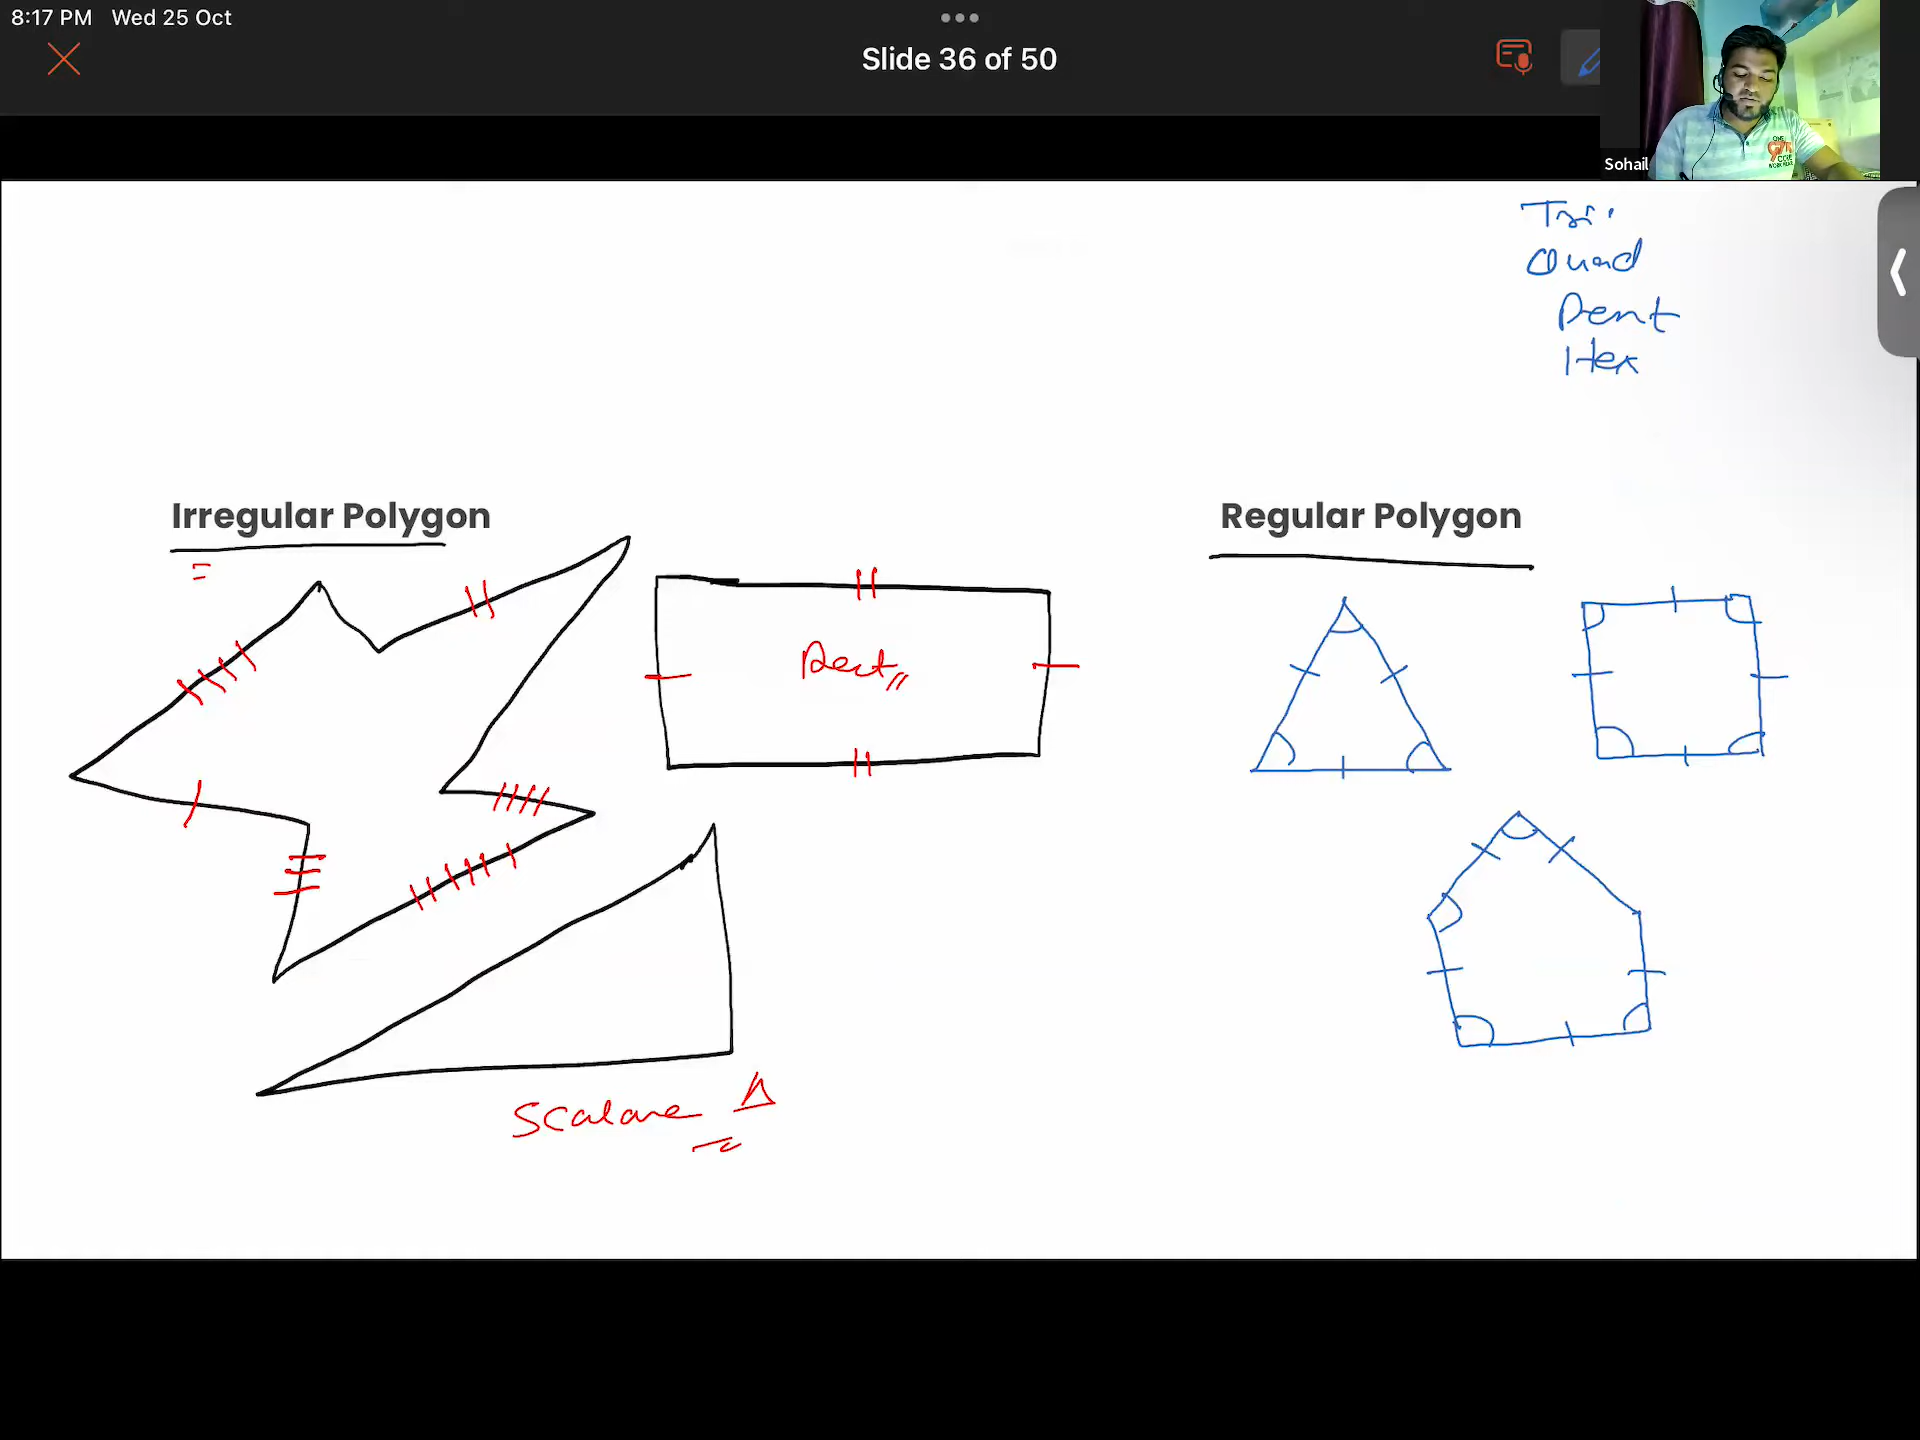 8:17 PM Wed 25 Oct
Slide 36 of 50
Sohail
Tri
Quad
Pent
Hex
Irregular Polygon
Regular Polygon
Rect
Scalane Δ